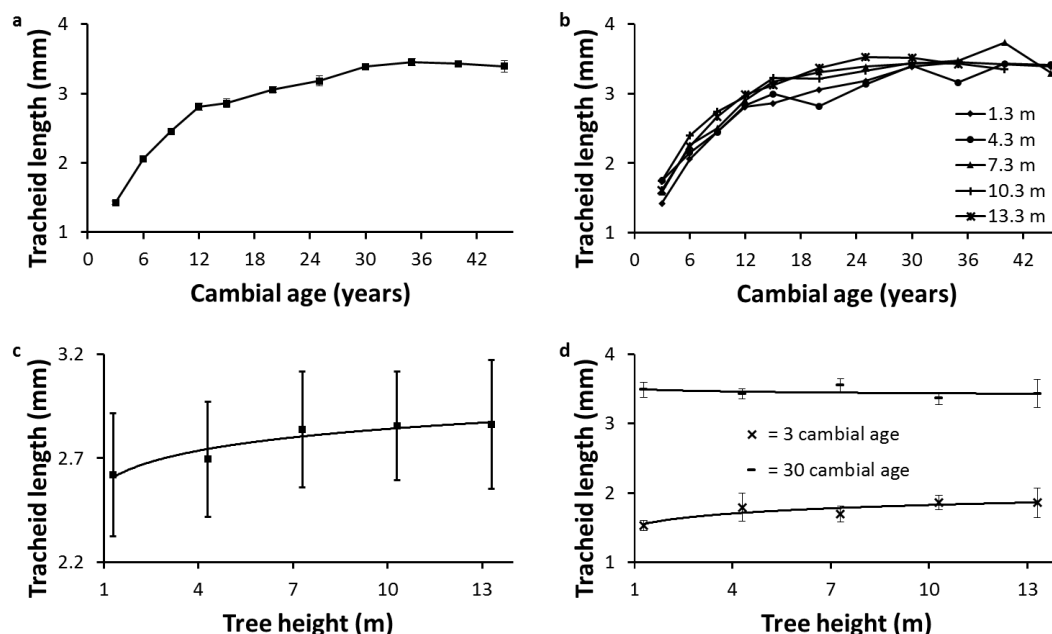 a
Tracheid length (mm)
4
3
2
1
0 6 12 18 24 30 36 42
Cambial age (years)
b
Tracheid length (mm)
4
3
2
1
0 6 12 18 24 30 36 42
Cambial age (years)
1.3 m
4.3 m
7.3 m
10.3 m
13.3 m
c
Tracheid length (mm)
3.2
2.7
2.2
1 4 7 10 13
Tree height (m)
d
Tracheid length (mm)
4
3
2
1
1 4 7 10 13
Tree height (m)
= 3 cambial age
= 30 cambial age